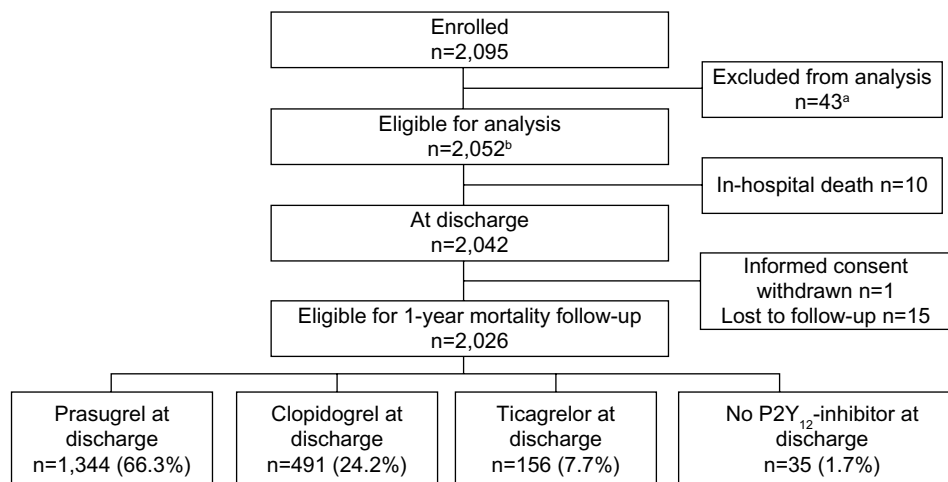 Enrolled
n=2,095
Excluded from analysis
n=43ᵃ
Eligible for analysis
n=2,052ᵇ
In-hospital death n=10
At discharge
n=2,042
Informed consent
withdrawn n=1
Lost to follow-up n=15
Eligible for 1-year mortality follow-up
n=2,026
Prasugrel at
discharge
n=1,344 (66.3%)
Clopidogrel at
discharge
n=491 (24.2%)
Ticagrelor at
discharge
n=156 (7.7%)
No P2Y₁₂-inhibitor at
discharge
n=35 (1.7%)